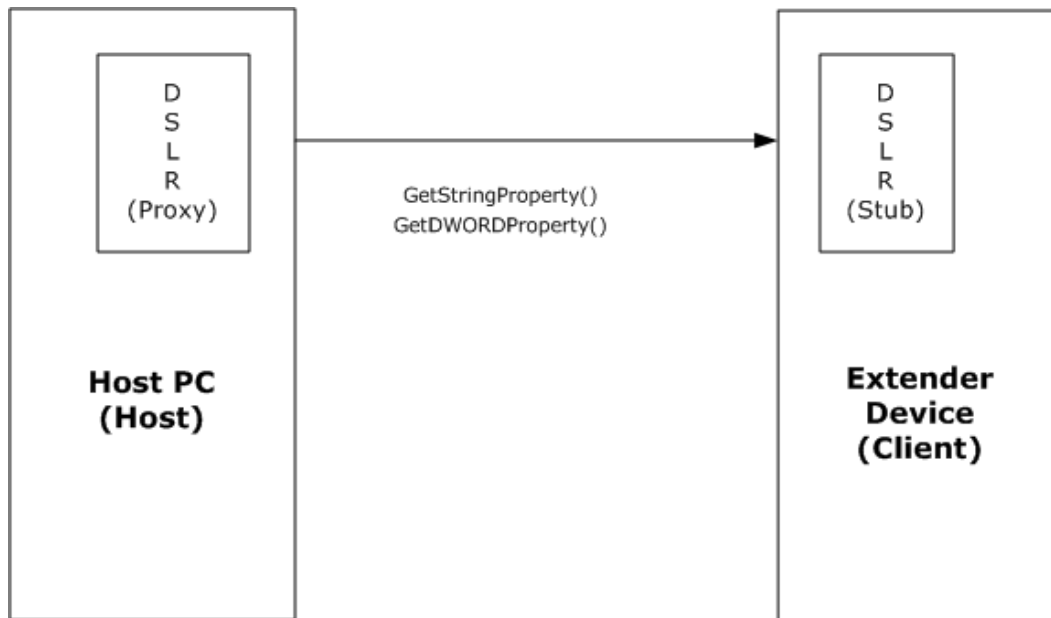 D
S
L
R
(Proxy)
GetStringProperty()
GetDWORDProperty()
D
S
L
R
(Stub)
Host PC
(Host)
Extender
Device
(Client)